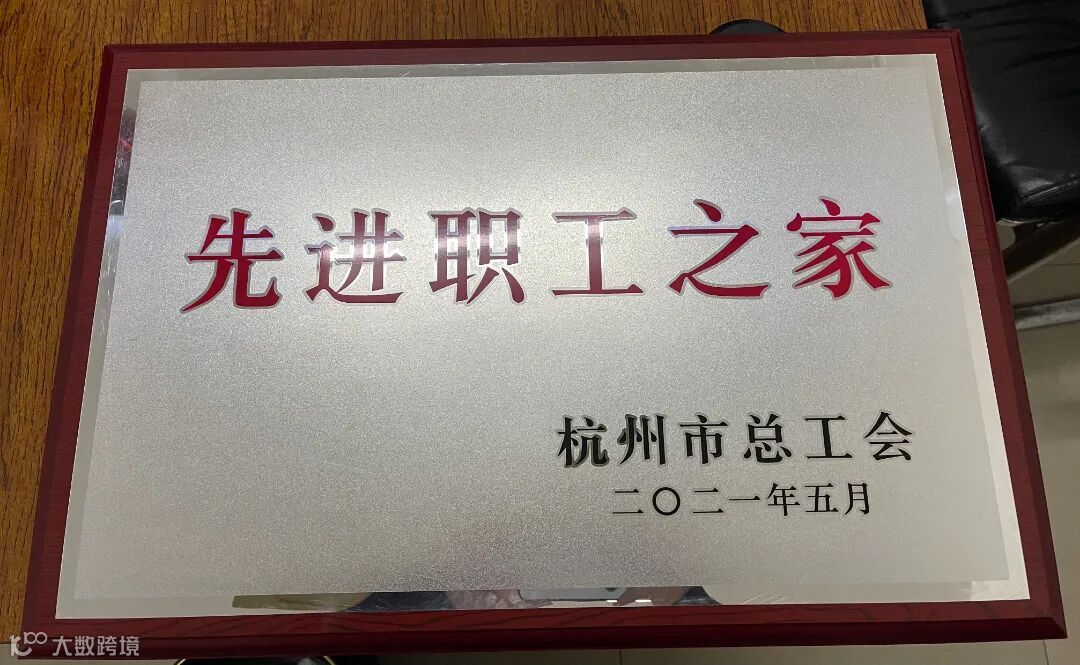 先进职工之家
杭州市总工会
二〇二一年五月
大数跨境